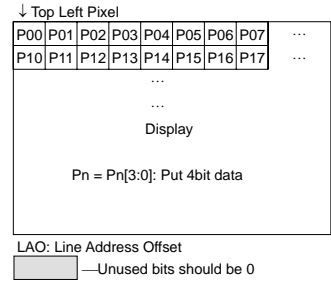 ↓ Top Left Pixel
P00 P01 P02 P03 P04 P05 P06 P07 ...
P10 P11 P12 P13 P14 P15 P16 P17 ...
...
...
Display
Pn = Pn[3:0]: Put 4bit data
LAO: Line Address Offset
—Unused bits should be 0